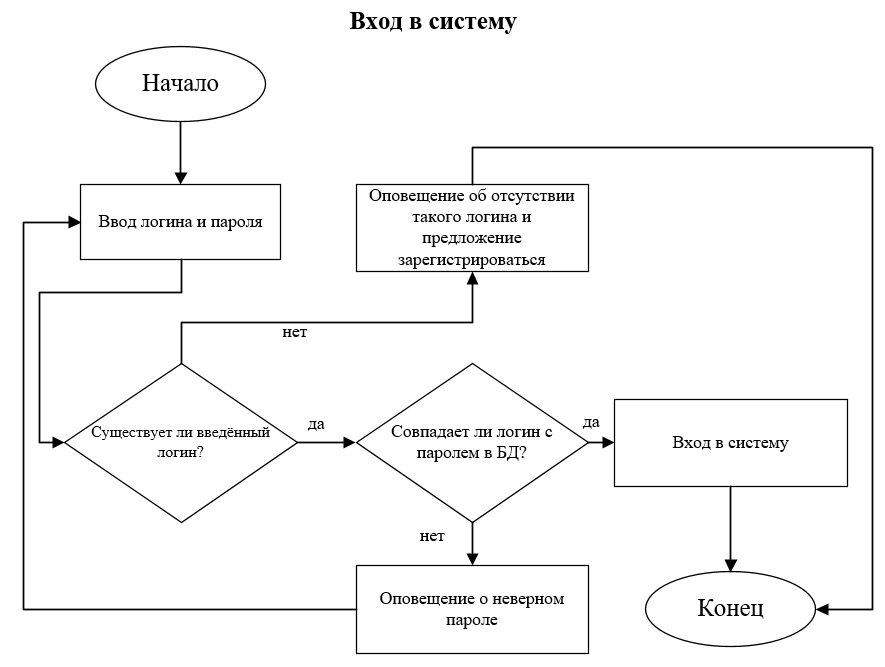 Вход в систему
Начало
Ввод логина и пароля
Оповещение об отсутствии
такого логина и
предложение
зарегистрироваться
нет
Существует ли введённый
логин?
да
Совпадает ли логин с
паролем в БД?
да
Вход в систему
нет
Оповещение о неверном
пароле
Конец